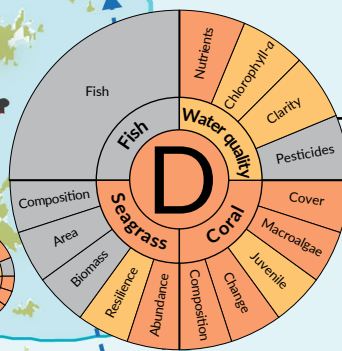 Fish
Nutrients
Chlorophyll-a
Clarity
Pesticides
Fish
Water quality
D
Seagrass
Coral
Composition
Area
Biomass
Resilience
Abundance
Composition
Change
Juvenile
Macroalgae
Cover